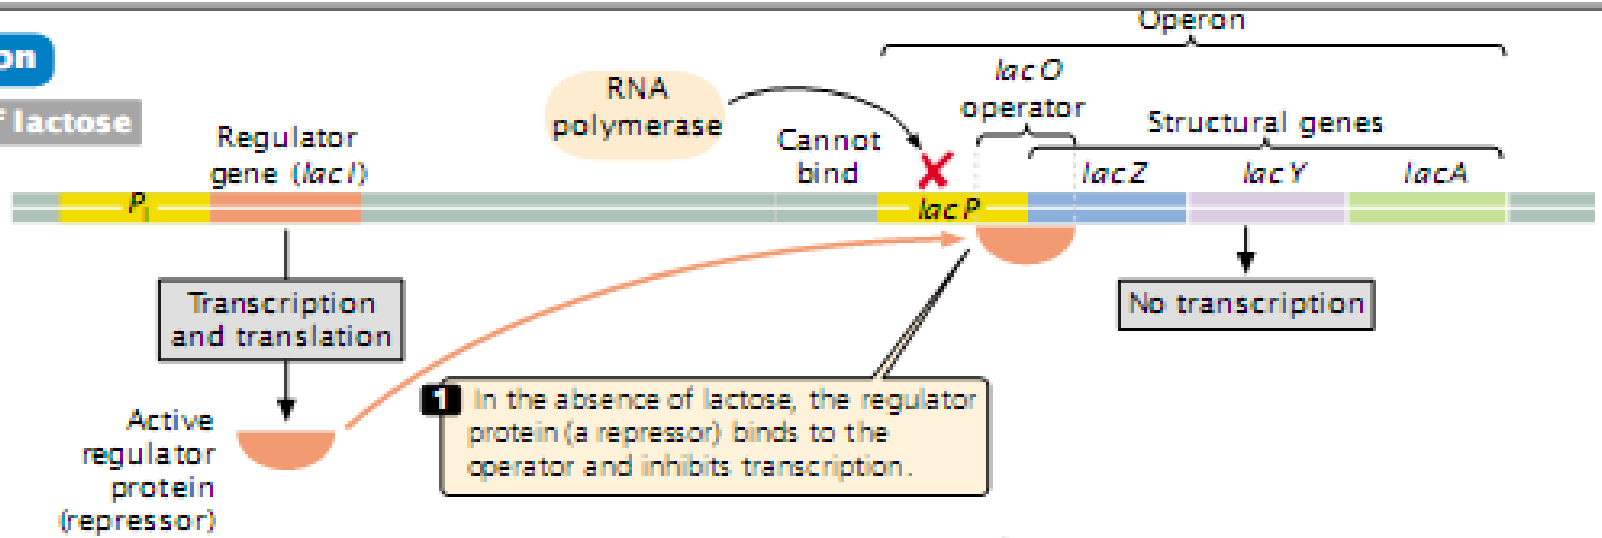 on
f lactose
Operon
lac O
operator
RNA
polymerase
Cannot
bind
Structural genes
Regulator
gene (lac I)
lac Z
lac Y
lac A
PI
lac P
Transcription
and translation
No transcription
Active
regulator
protein
(repressor)
1 In the absence of lactose, the regulator
protein (a repressor) binds to the
operator and inhibits transcription.